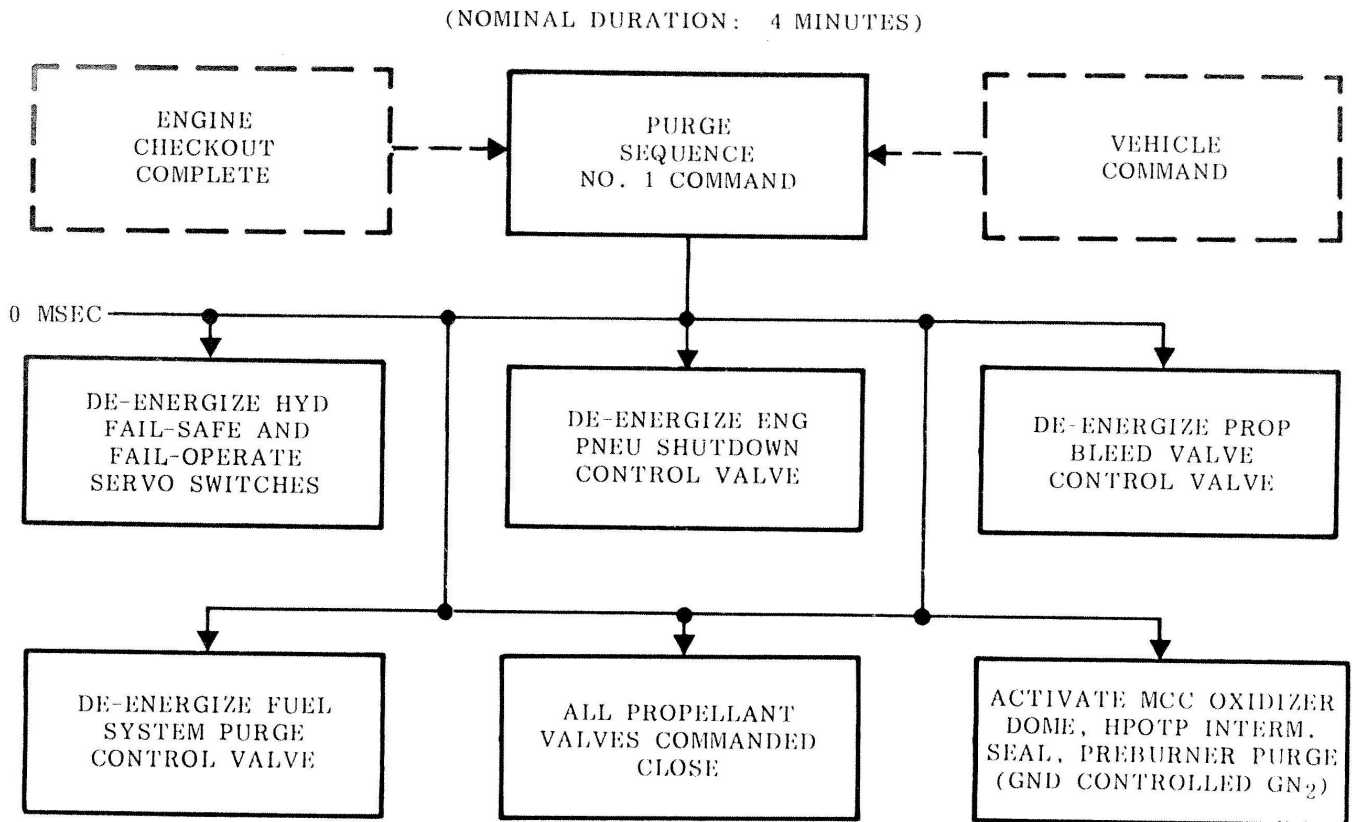 (NOMINAL DURATION: 4 MINUTES)
ENGINE
CHECKOUT
COMPLETE
PURGE
SEQUENCE
NO. 1 COMMAND
VEHICLE
COMMAND
0 MSEC
DE-ENERGIZE HYD
FAIL-SAFE AND
FAIL-OPERATE
SERVO SWITCHES
DE-ENERGIZE ENG
PNEU SHUTDOWN
CONTROL VALVE
DE-ENERGIZE PROP
BLEED VALVE
CONTROL VALVE
DE-ENERGIZE FUEL
SYSTEM PURGE
CONTROL VALVE
ALL PROPELLANT
VALVES COMMANDED
CLOSE
ACTIVATE MCC OXIDIZER
DOME, HPOTP INTERM.
SEAL, PREBURNER PURGE
(GND CONTROLLED GN₂)